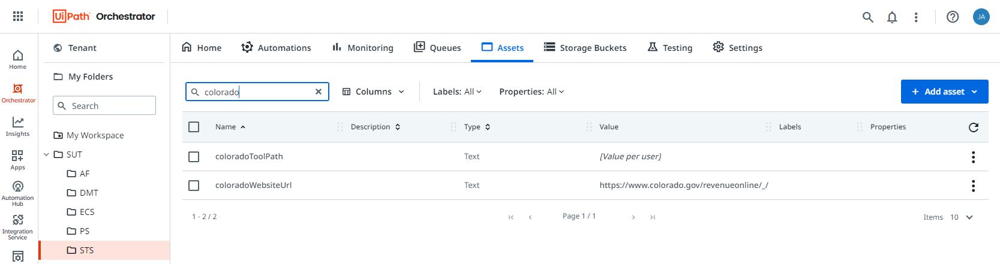 UiPath Orchestrator
JA
Home
Orchestrator
Insights
Apps
Automation
Hub
Integration
Service
Tenant
My Folders
Search
My Workspace
SUT
AF
DMT
ECS
PS
STS
Home Automations Monitoring Queues Assets Storage Buckets Testing Settings
colorado Columns Labels: All Properties: All + Add asset
Name Description Type Value Labels Properties
coloradoToolPath Text [Value per user]
coloradoWebsiteUrl Text https://www.colorado.gov/revenueonline/_/
1 - 2 / 2 Page 1 / 1 Items 10